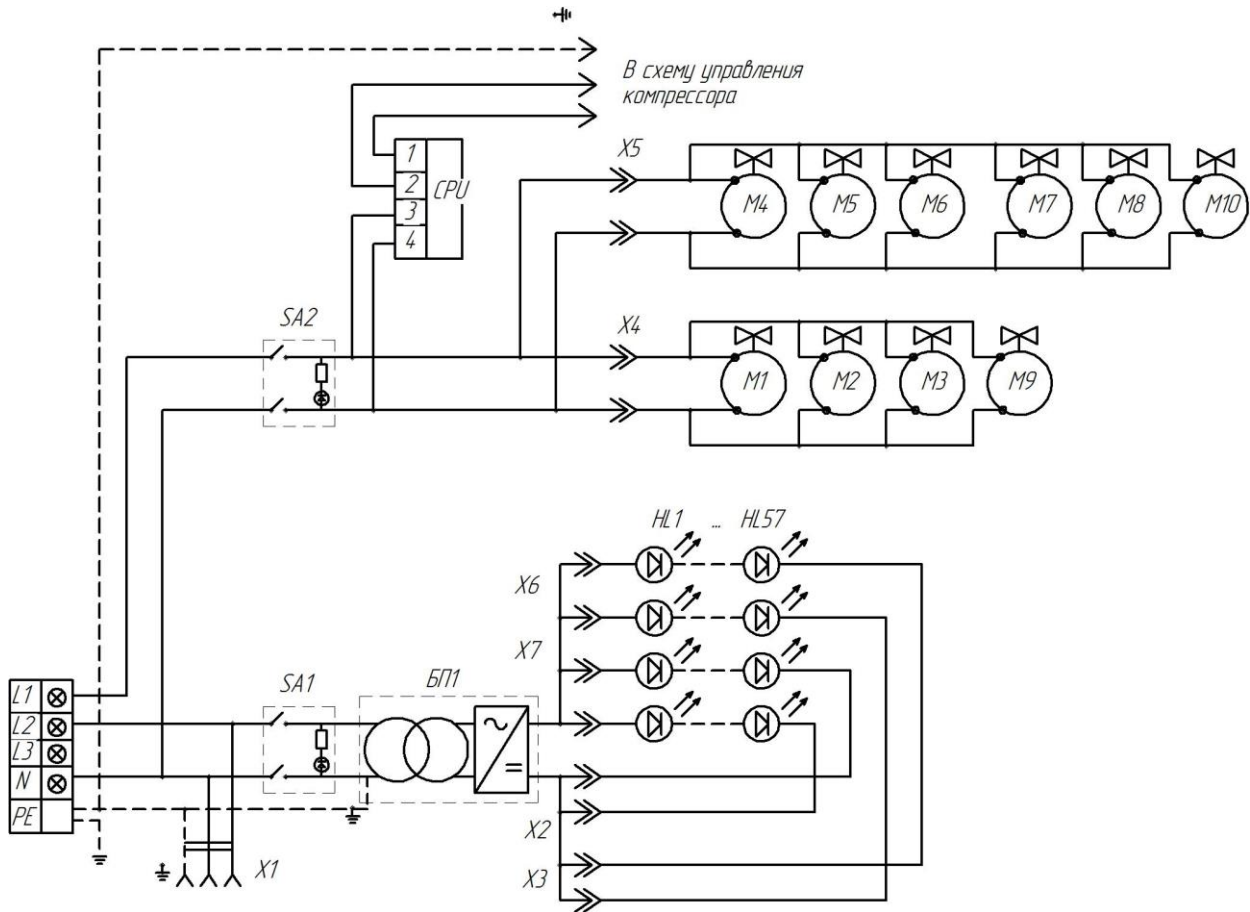 В схему управления
компрессора
1
2
3
4
CPU
X5
M4 M5 M6 M7 M8 M10
SA2
X4
M1 M2 M3 M9
HL1 ... HL57
X6
X7
SA1
БП1
L1
L2
L3
N
PE
X2
X3
X1